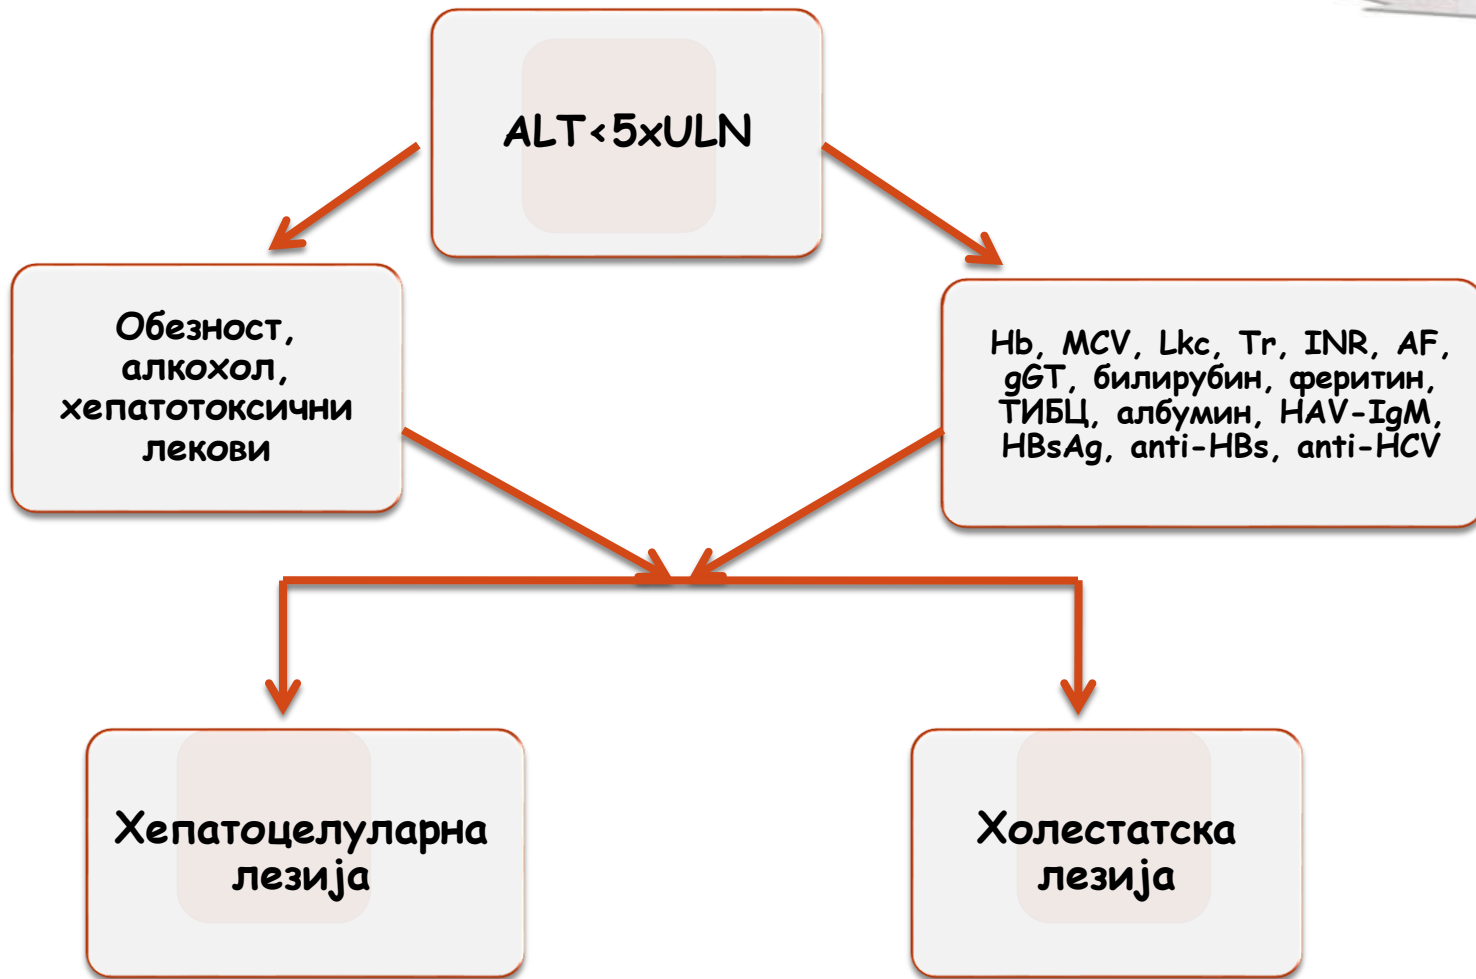 ALT<5xULN
Обезност,
алкохол,
хепатотоксични
лекови
Hb, MCV, Lkc, Tr, INR, AF,
gGT, билирубин, феритин,
ТИБЦ, албумин, HAV-IgM,
HBsAg, anti-HBs, anti-HCV
Хепатоцелуларна
лезија
Холестатска
лезија